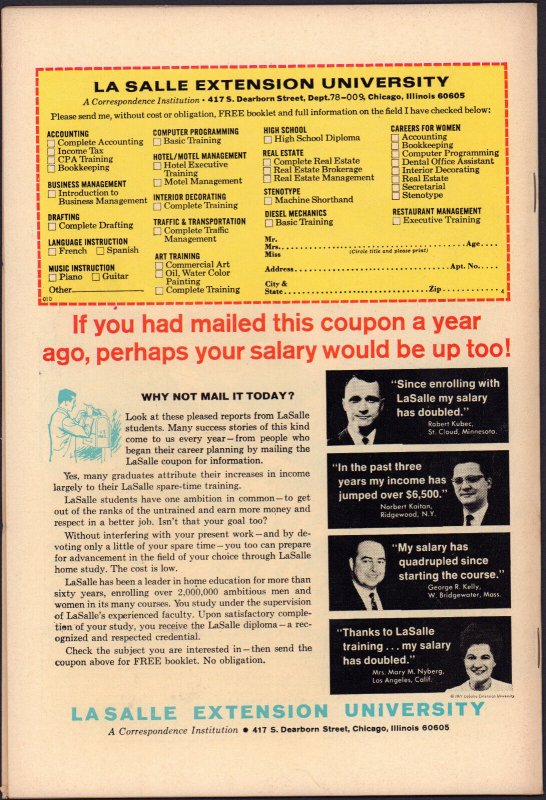 LA SALLE EXTENSION UNIVERSITY
A Correspondence Institution • 417 S. Dearborn Street, Dept. 78-009, Chicago, Illinois 60605
Please send me, without cost or obligation, FREE booklet and full information on the field I have checked below:
ACCOUNTING
Complete Accounting
Income Tax
CPA Training
Bookkeeping
BUSINESS MANAGEMENT
Introduction to
Business Management
DRAFTING
Complete Drafting
LANGUAGE INSTRUCTION
French Spanish
MUSIC INSTRUCTION
Piano Guitar
Other
010
COMPUTER PROGRAMMING
Basic Training
HOTEL/MOTEL MANAGEMENT
Hotel Executive
Training
Motel Management
INTERIOR DECORATING
Complete Training
TRAFFIC & TRANSPORTATION
Complete Traffic
Management
ART TRAINING
Commercial Art
Oil, Water Color
Painting
Complete Training
HIGH SCHOOL
High School Diploma
REAL ESTATE
Complete Real Estate
Real Estate Brokerage
Real Estate Management
STENOTYPE
Machine Shorthand
DIESEL MECHANICS
Basic Training
CAREERS FOR WOMEN
Accounting
Bookkeeping
Computer Programming
Dental Office Assistant
Interior Decorating
Real Estate
Secretarial
Stenotype
RESTAURANT MANAGEMENT
Executive Training
Mr.
Mrs. Age
Miss (Circle title and please print)
Address Apt. No.
City &
State Zip 4
If you had mailed this coupon a year
ago, perhaps your salary would be up too!
WHY NOT MAIL IT TODAY?
Look at these pleased reports from LaSalle
students. Many success stories of this kind
come to us every year—from people who
began their career planning by mailing the
LaSalle coupon for information.
Yes, many graduates attribute their increases in income
largely to their LaSalle spare-time training.
LaSalle students have one ambition in common—to get
out of the ranks of the untrained and earn more money and
respect in a better job. Isn't that your goal too?
Without interfering with your present work—and by de-
voting only a little of your spare time—you too can prepare
for advancement in the field of your choice through LaSalle
home study. The cost is low.
LaSalle has been a leader in home education for more than
sixty years, enrolling over 2,000,000 ambitious men and
women in its many courses. You study under the supervision
of LaSalle's experienced faculty. Upon satisfactory comple-
tion of your study, you receive the LaSalle diploma—a rec-
ognized and respected credential.
Check the subject you are interested in—then send the
coupon above for FREE booklet. No obligation.
"Since enrolling with
LaSalle my salary
has doubled."
Robert Kubec,
St. Cloud, Minnesota.
"In the past three
years my income has
jumped over $6,500."
Norbert Kaitan,
Ridgewood, N.Y.
"My salary has
quadrupled since
starting the course."
George R. Kelly,
W. Bridgewater, Mass.
"Thanks to LaSalle
training . . . my salary
has doubled."
Mrs. Mary M. Nyberg,
Los Angeles, Calif.
LaSalle Extension University
LASALLE EXTENSION UNIVERSITY
A Correspondence Institution • 417 S. Dearborn Street, Chicago, Illinois 60605